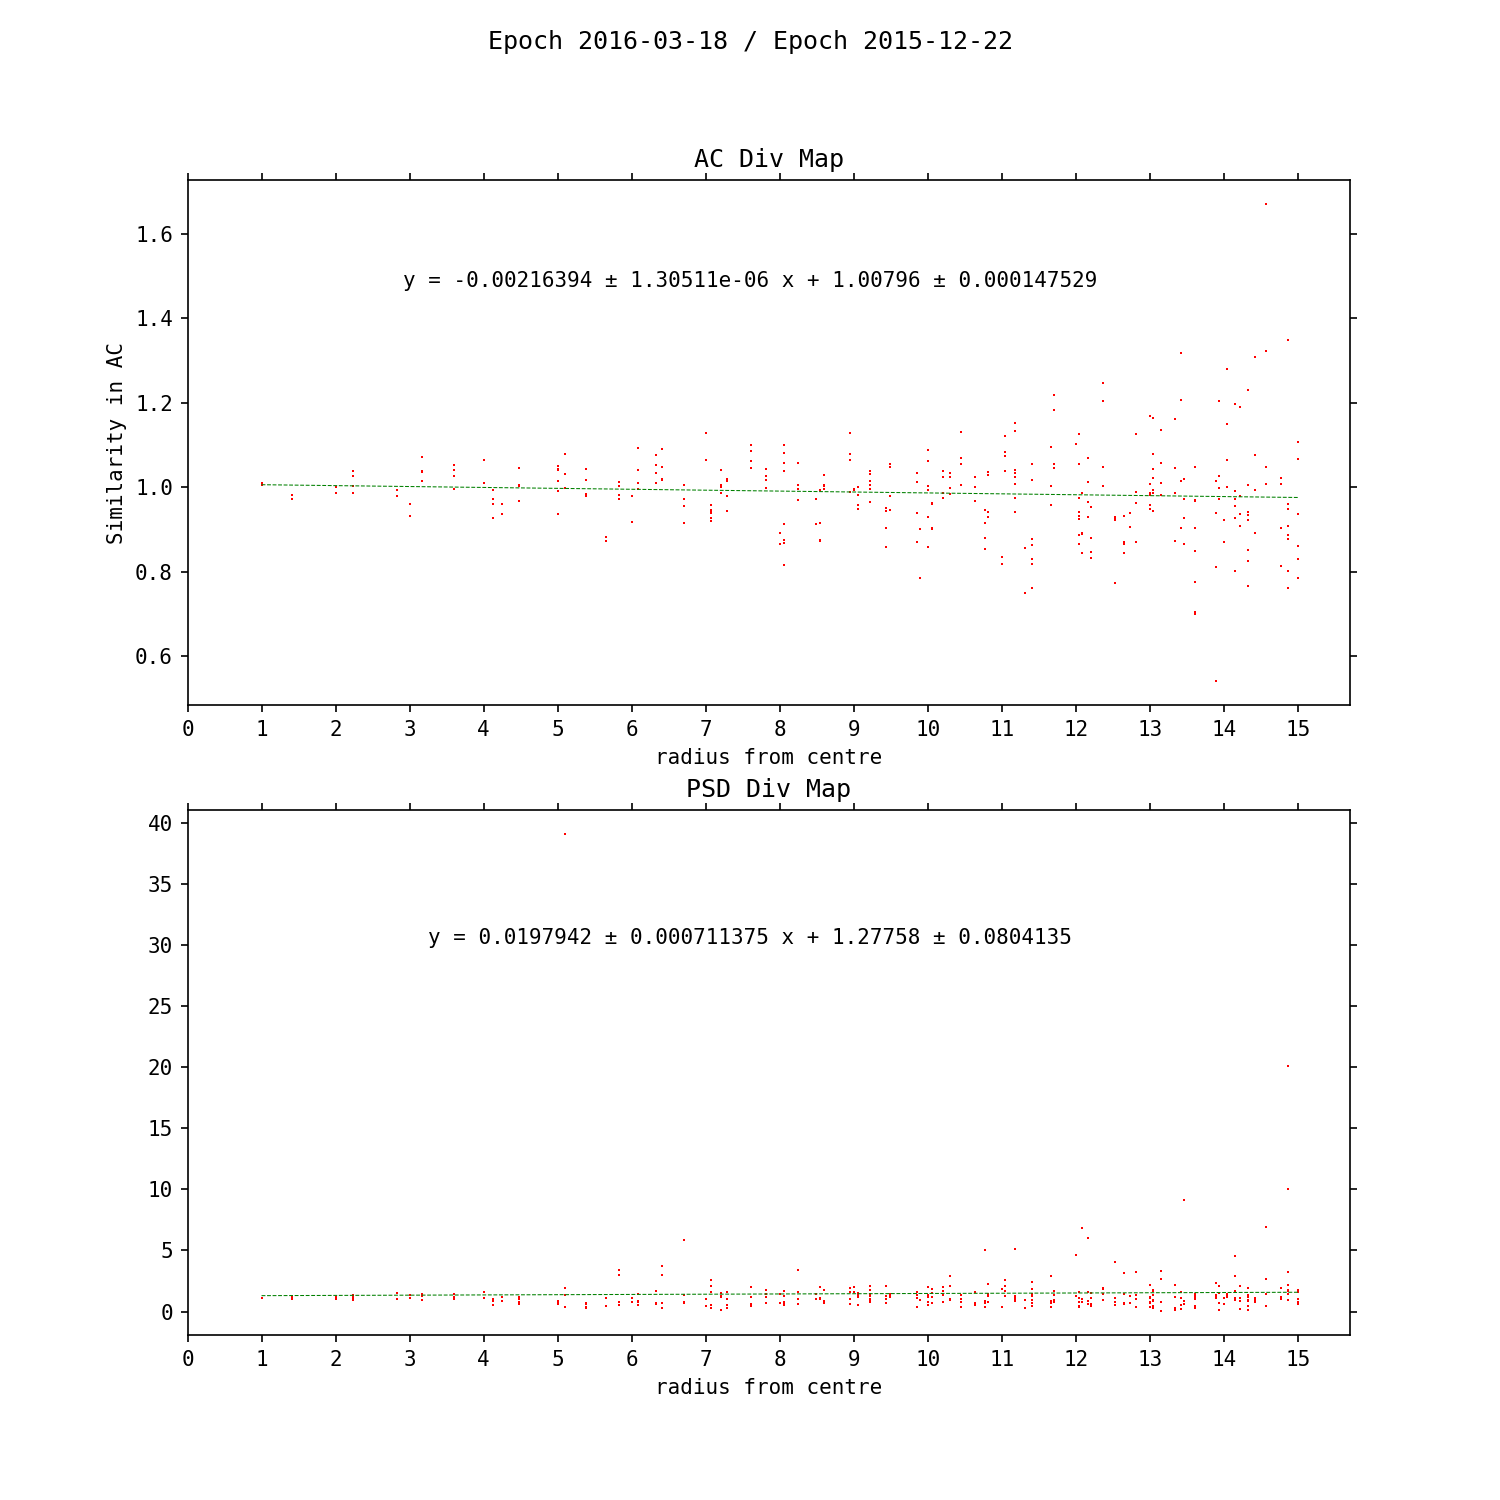 Epoch 2016-03-18 / Epoch 2015-12-22
AC Div Map
y = -0.00216394 ± 1.30511e-06 x + 1.00796 ± 0.000147529
Similarity in AC
1.6
1.4
1.2
1.0
0.8
0.6
0 1 2 3 4 5 6 7 8 9 10 11 12 13 14 15
radius from centre
PSD Div Map
y = 0.0197942 ± 0.000711375 x + 1.27758 ± 0.0804135
40
35
30
25
20
15
10
5
0
0 1 2 3 4 5 6 7 8 9 10 11 12 13 14 15
radius from centre